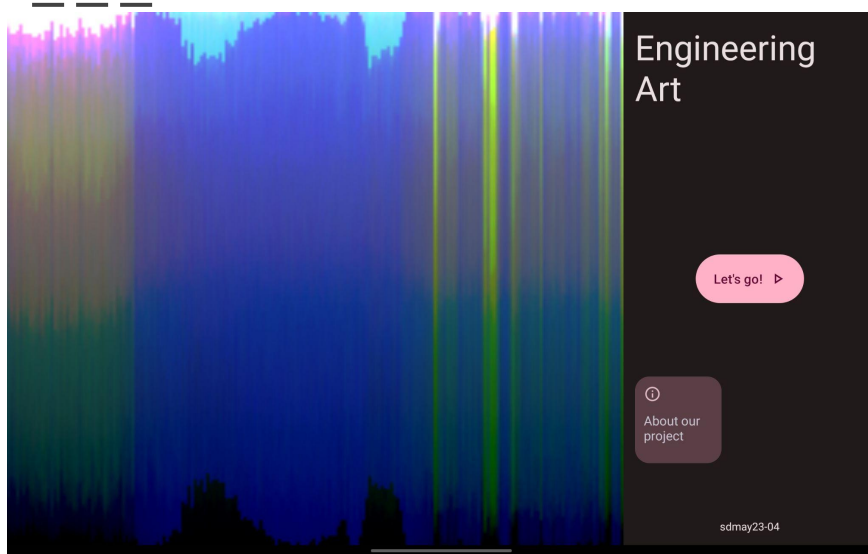 Engineering
Art
Let's go!
About our
project
sdmay23-04